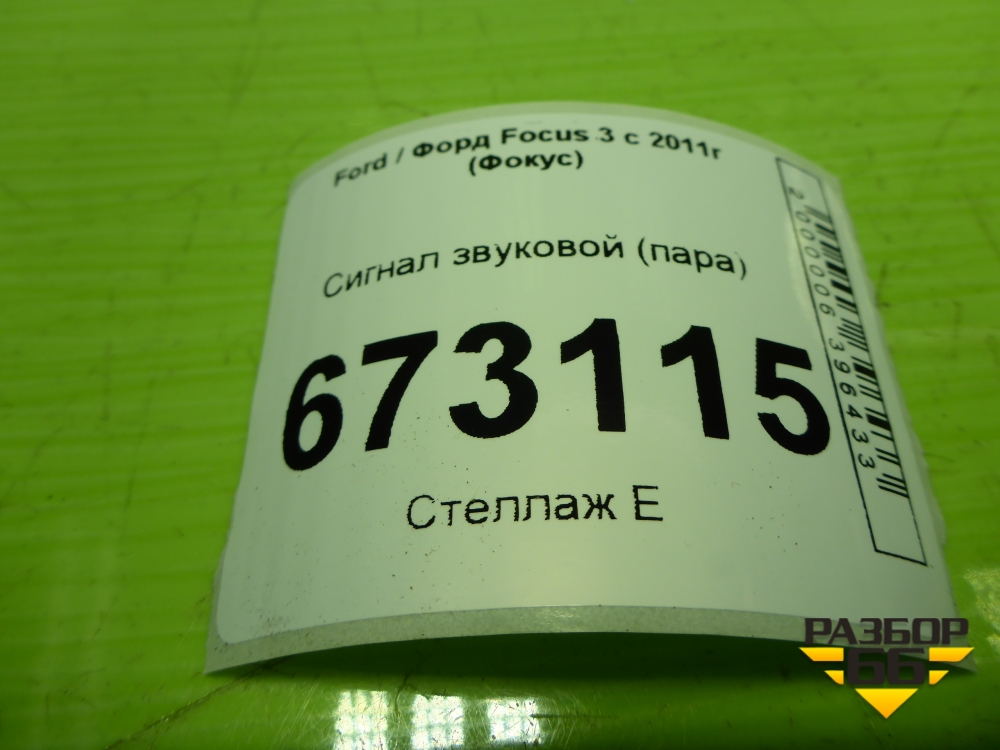 Ford / Форд Focus 3 с 2011г
(Фокус)
Сигнал звуковой (пара)
673115
Стеллаж Е
2000006396433
РАЗБОР
66